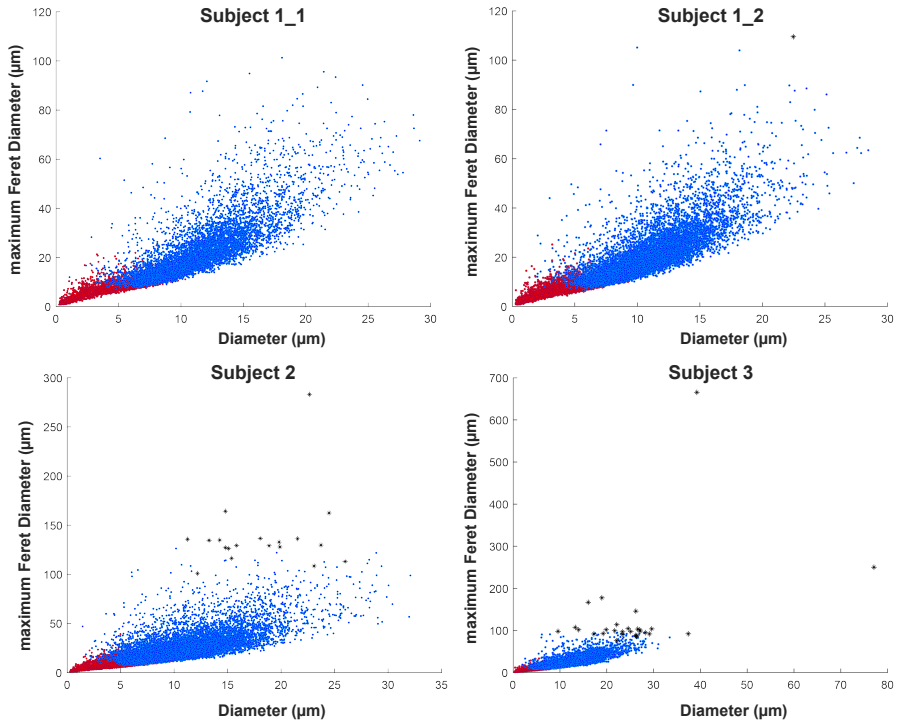 Subject 1_1
maximum Feret Diameter (µm)
120
100
80
60
40
20
0
0 5 10 15 20 25 30
Diameter (µm)
Subject 1_2
maximum Feret Diameter (µm)
120
100
80
60
40
20
0
0 5 10 15 20 25 30
Diameter (µm)
Subject 2
maximum Feret Diameter (µm)
300
250
200
150
100
50
0
0 5 10 15 20 25 30 35
Diameter (µm)
Subject 3
maximum Feret Diameter (µm)
700
600
500
400
300
200
100
0
0 10 20 30 40 50 60 70 80
Diameter (µm)